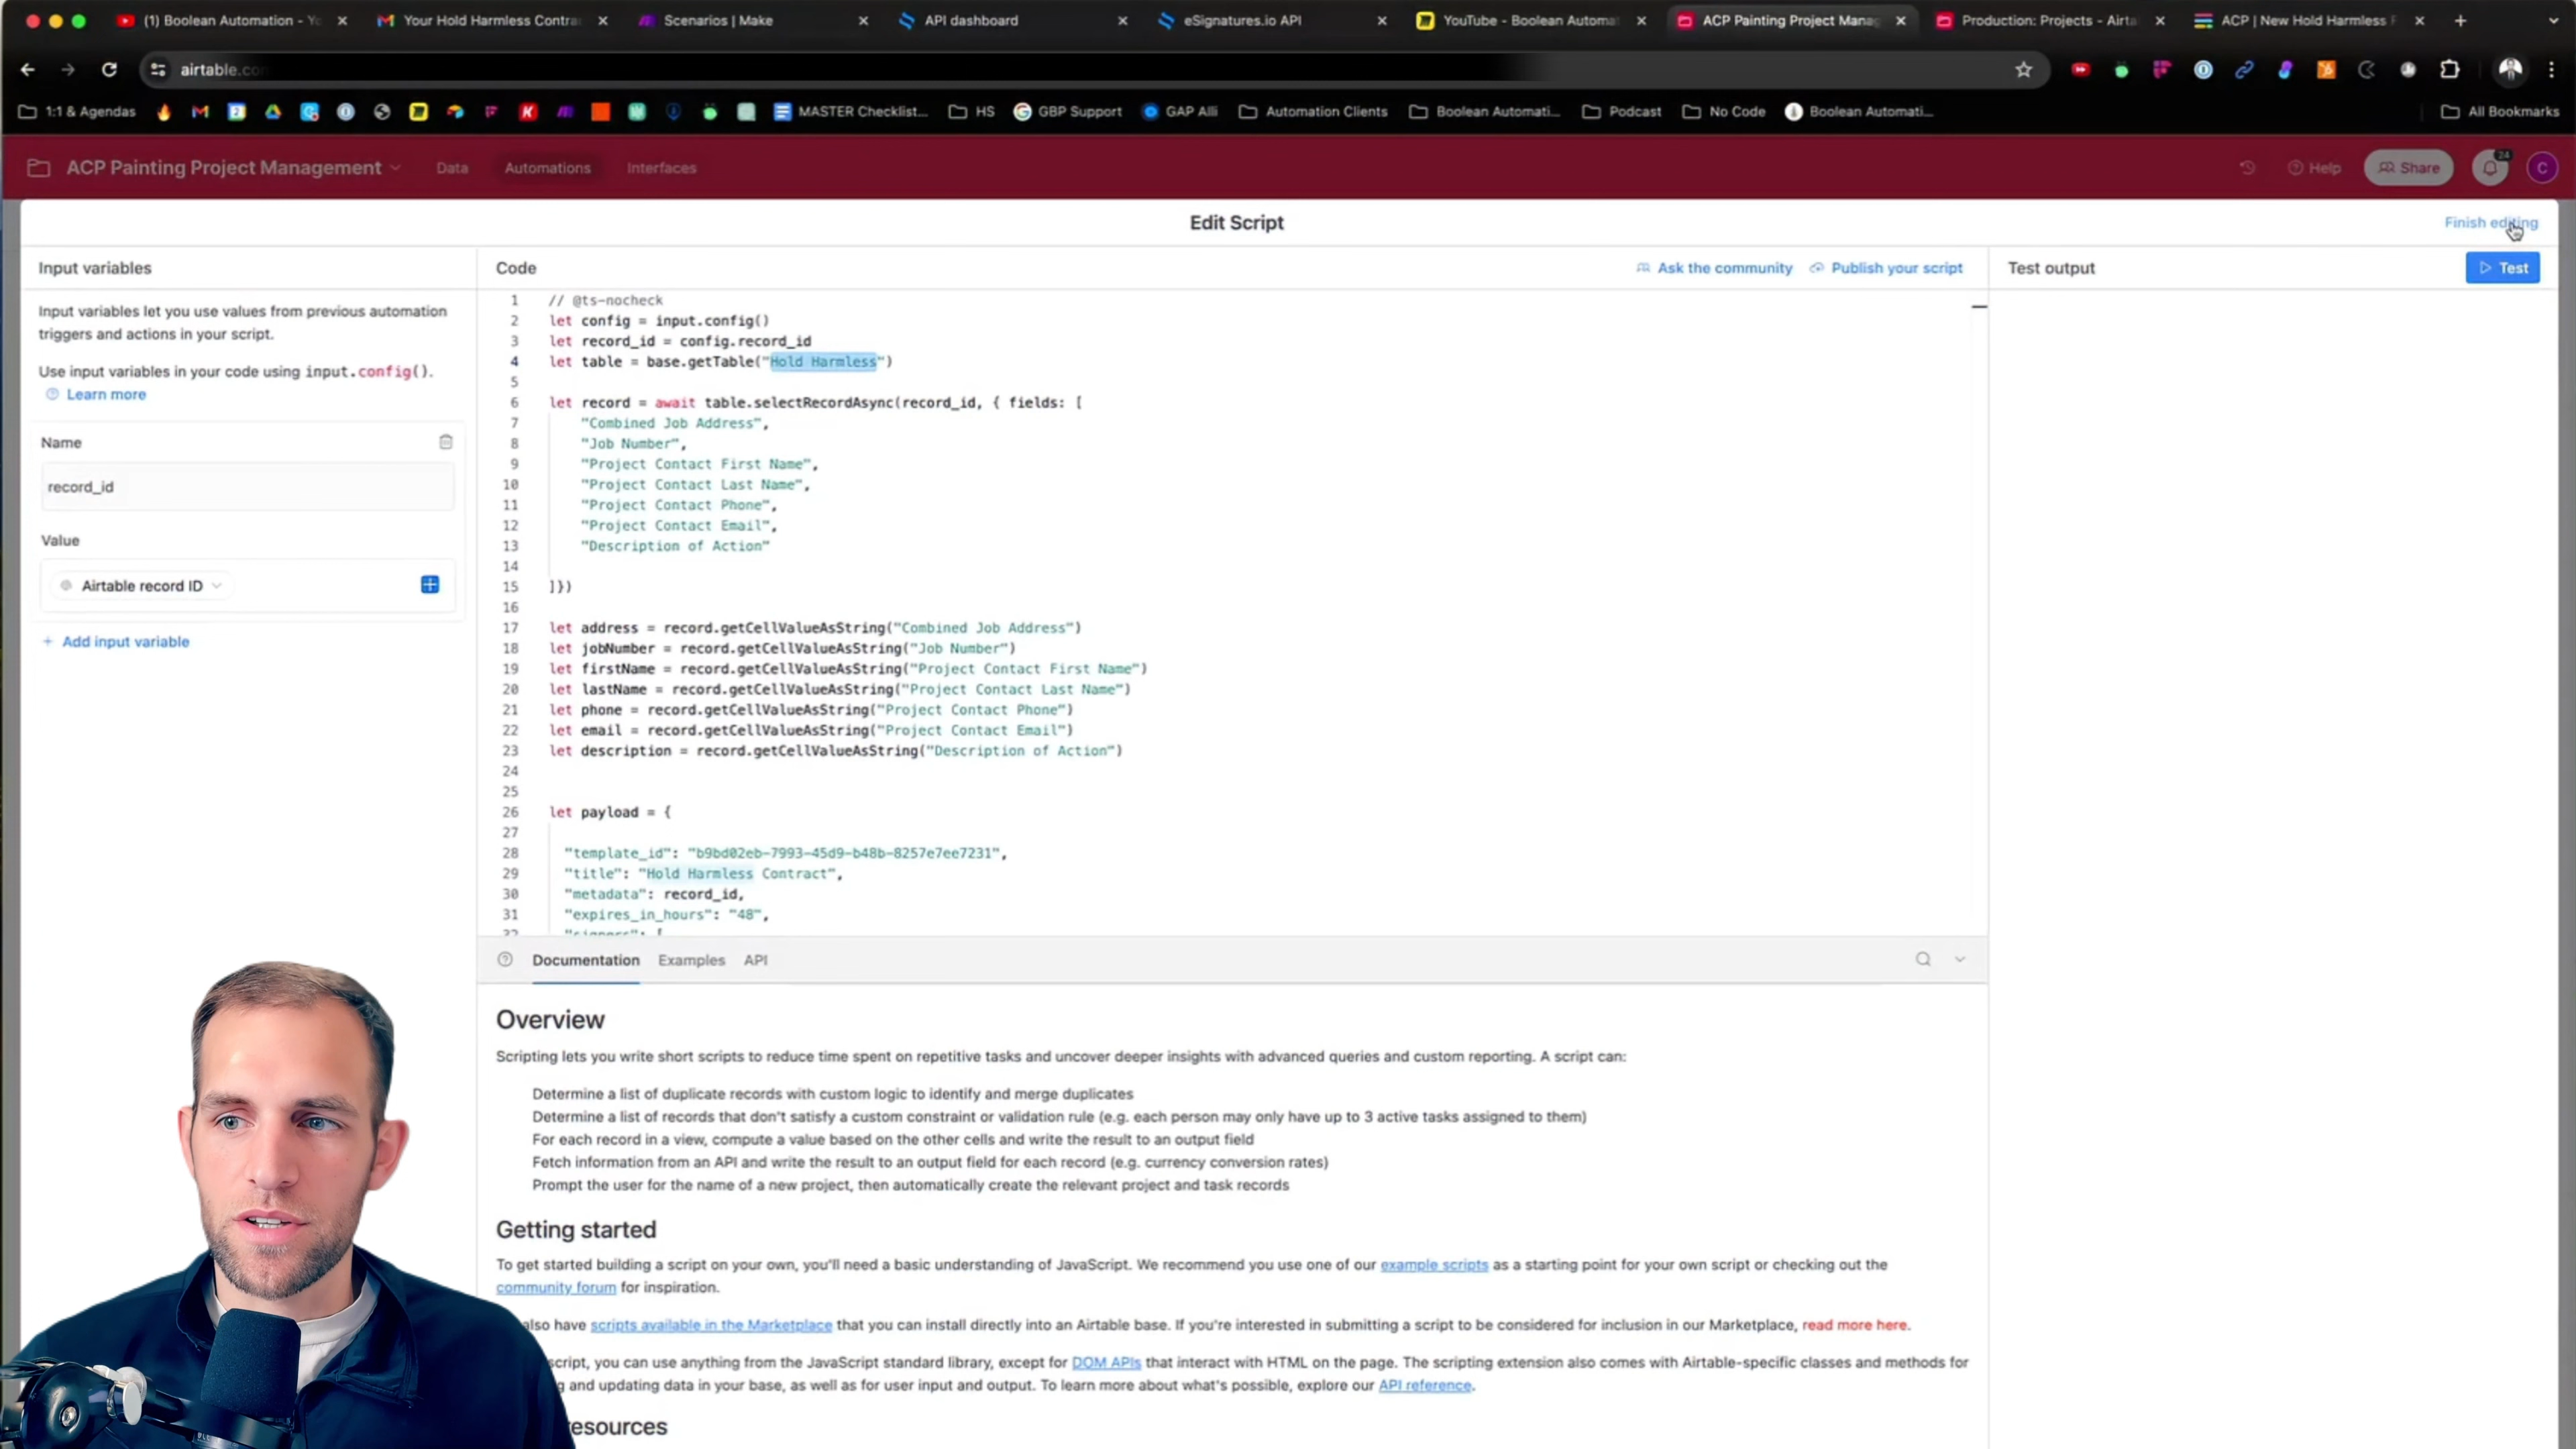 (1) Boolean Automation - Yo
Your Hold Harmless Contrac
Scenarios | Make
API dashboard
eSignatures.io API
YouTube - Boolean Automat
ACP Painting Project Manag
Production: Projects - Airta
ACP | New Hold Harmless F
airtable.com
1:1 & Agendas
MASTER Checklist...
HS
GBP Support
GAP Alli
Automation Clients
Boolean Automati...
Podcast
No Code
Boolean Automati...
All Bookmarks
ACP Painting Project Management
Data
Automations
Interfaces
Help
Share
24
C
Edit Script
Finish editing
Input variables
Input variables let you use values from previous automation
triggers and actions in your script.
Use input variables in your code using input.config().
Learn more
Name
record_id
Value
Airtable record ID
+ Add input variable
Code
Ask the community
Publish your script
1 // @ts-nocheck
2 let config = input.config()
3 let record_id = config.record_id
4 let table = base.getTable("Hold Harmless")
5
6 let record = await table.selectRecordAsync(record_id, { fields: [
7 "Combined Job Address",
8 "Job Number",
9 "Project Contact First Name",
10 "Project Contact Last Name",
11 "Project Contact Phone",
12 "Project Contact Email",
13 "Description of Action"
14
15 ]})
16
17 let address = record.getCellValueAsString("Combined Job Address")
18 let jobNumber = record.getCellValueAsString("Job Number")
19 let firstName = record.getCellValueAsString("Project Contact First Name")
20 let lastName = record.getCellValueAsString("Project Contact Last Name")
21 let phone = record.getCellValueAsString("Project Contact Phone")
22 let email = record.getCellValueAsString("Project Contact Email")
23 let description = record.getCellValueAsString("Description of Action")
24
25
26 let payload = {
27
28 "template_id": "b9bd02eb-7993-45d9-b48b-8257e7ee7231",
29 "title": "Hold Harmless Contract",
30 "metadata": record_id,
31 "expires_in_hours": "48",
32 "signers": [
Test output
Test
Documentation
Examples
API
Overview
Scripting lets you write short scripts to reduce time spent on repetitive tasks and uncover deeper insights with advanced queries and custom reporting. A script can:
Determine a list of duplicate records with custom logic to identify and merge duplicates
Determine a list of records that don't satisfy a custom constraint or validation rule (e.g. each person may only have up to 3 active tasks assigned to them)
For each record in a view, compute a value based on the other cells and write the result to an output field
Fetch information from an API and write the result to an output field for each record (e.g. currency conversion rates)
Prompt the user for the name of a new project, then automatically create the relevant project and task records
Getting started
To get started building a script on your own, you'll need a basic understanding of JavaScript. We recommend you use one of our example scripts as a starting point for your own script or checking out the
community forum for inspiration.
also have scripts available in the Marketplace that you can install directly into an Airtable base. If you're interested in submitting a script to be considered for inclusion in our Marketplace, read more here.
script, you can use anything from the JavaScript standard library, except for DOM APIs that interact with HTML on the page. The scripting extension also comes with Airtable-specific classes and methods for
g and updating data in your base, as well as for user input and output. To learn more about what's possible, explore our API reference.
resources